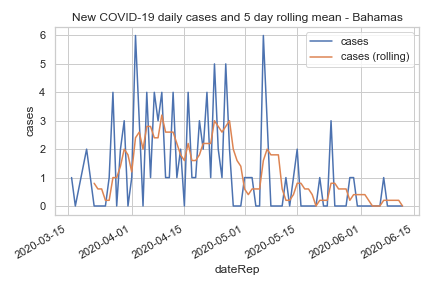 New COVID-19 daily cases and 5 day rolling mean - Bahamas
cases
cases (rolling)
6
5
4
3
2
1
0
cases
2020-03-15
2020-04-01
2020-04-15
2020-05-01
2020-05-15
2020-06-01
2020-06-15
dateRep